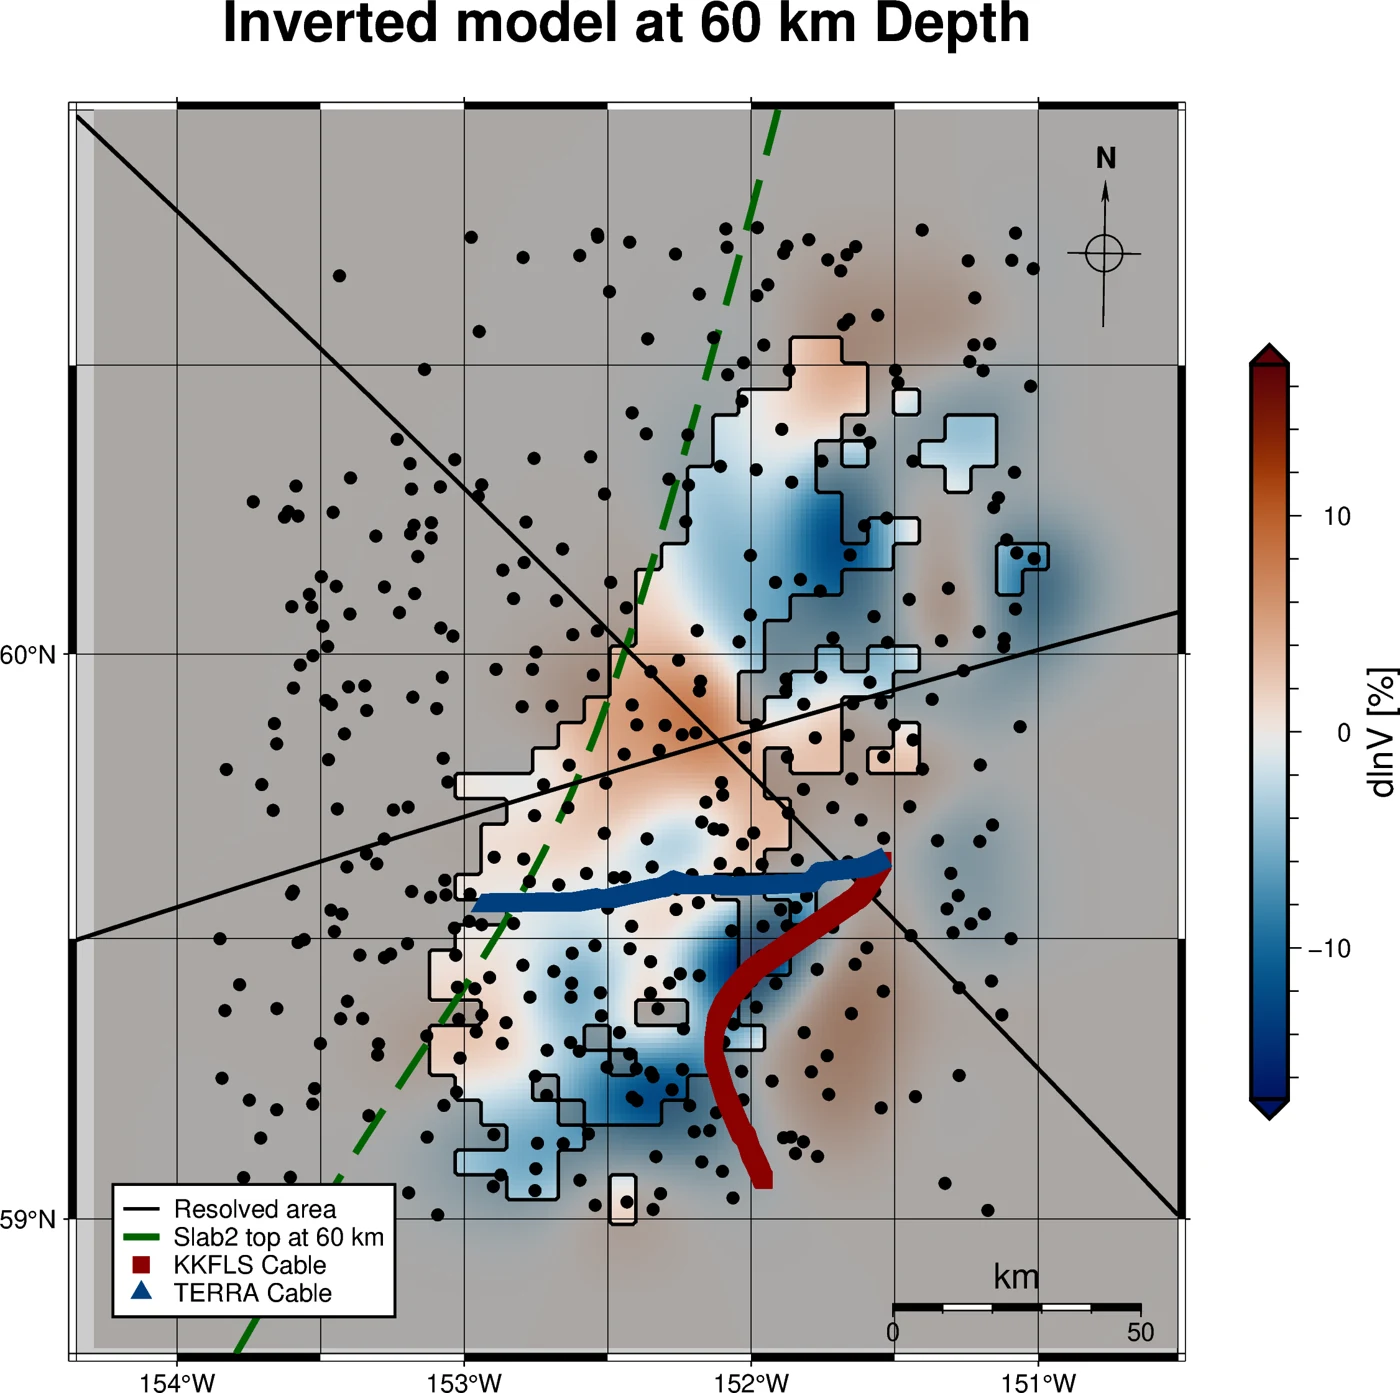 Inverted model at 60 km Depth
N
10
0
−10
dlnV [%]
60°N
59°N
Resolved area
Slab2 top at 60 km
KKFLS Cable
TERRA Cable
km
0
50
154°W
153°W
152°W
151°W